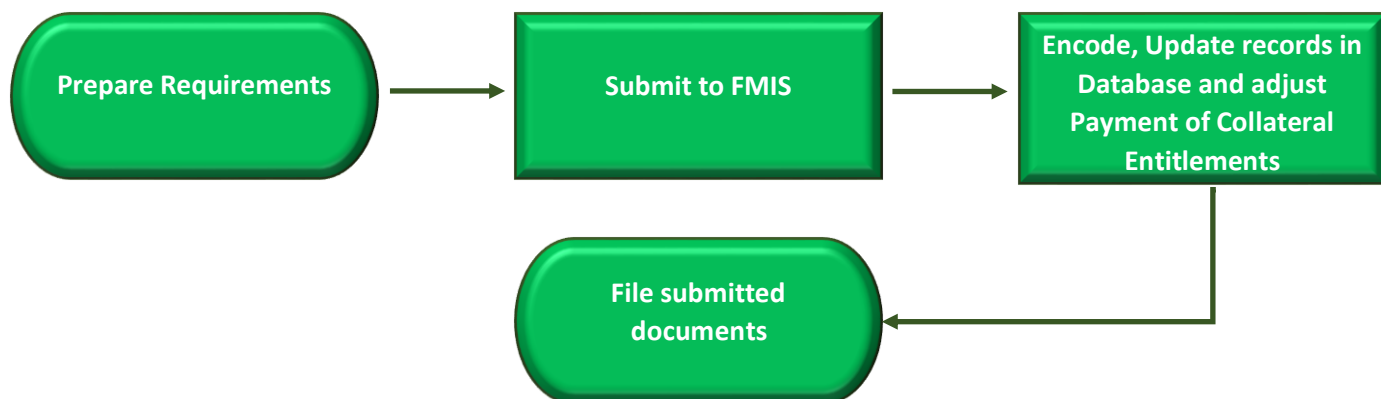 Prepare Requirements
Submit to FMIS
Encode, Update records in
Database and adjust
Payment of Collateral
Entitlements
File submitted
documents